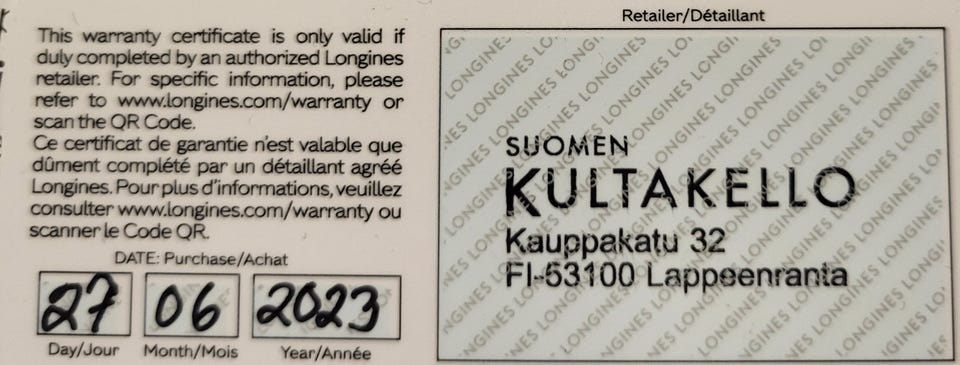 This warranty certificate is only valid if
duly completed by an authorized Longines
retailer. For specific information, please
refer to www.longines.com/warranty or
scan the QR Code.
Ce certificat de garantie n'est valable que
dûment complété par un détaillant agréé
Longines. Pour plus d'informations, veuillez
consulter www.longines.com/warranty ou
scanner le Code QR.
DATE: Purchase/Achat
27 06 2023
Day/Jour Month/Mois Year/Année
Retailer/Détaillant
SUOMEN
KULTAKELLO
Kauppakatu 32
FI-53100 Lappeenranta